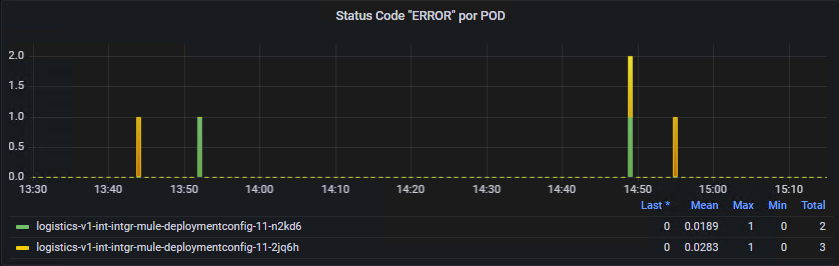 Status Code "ERROR" por POD
2.0
1.5
1.0
0.5
0.0
13:30 13:40 13:50 14:00 14:10 14:20 14:30 14:40 14:50 15:00 15:10
Last * Mean Max Min Total
logistics-v1-int-intgr-mule-deploymentconfig-11-n2kd6 0 0.0189 1 0 2
logistics-v1-int-intgr-mule-deploymentconfig-11-2jq6h 0 0.0283 1 0 3